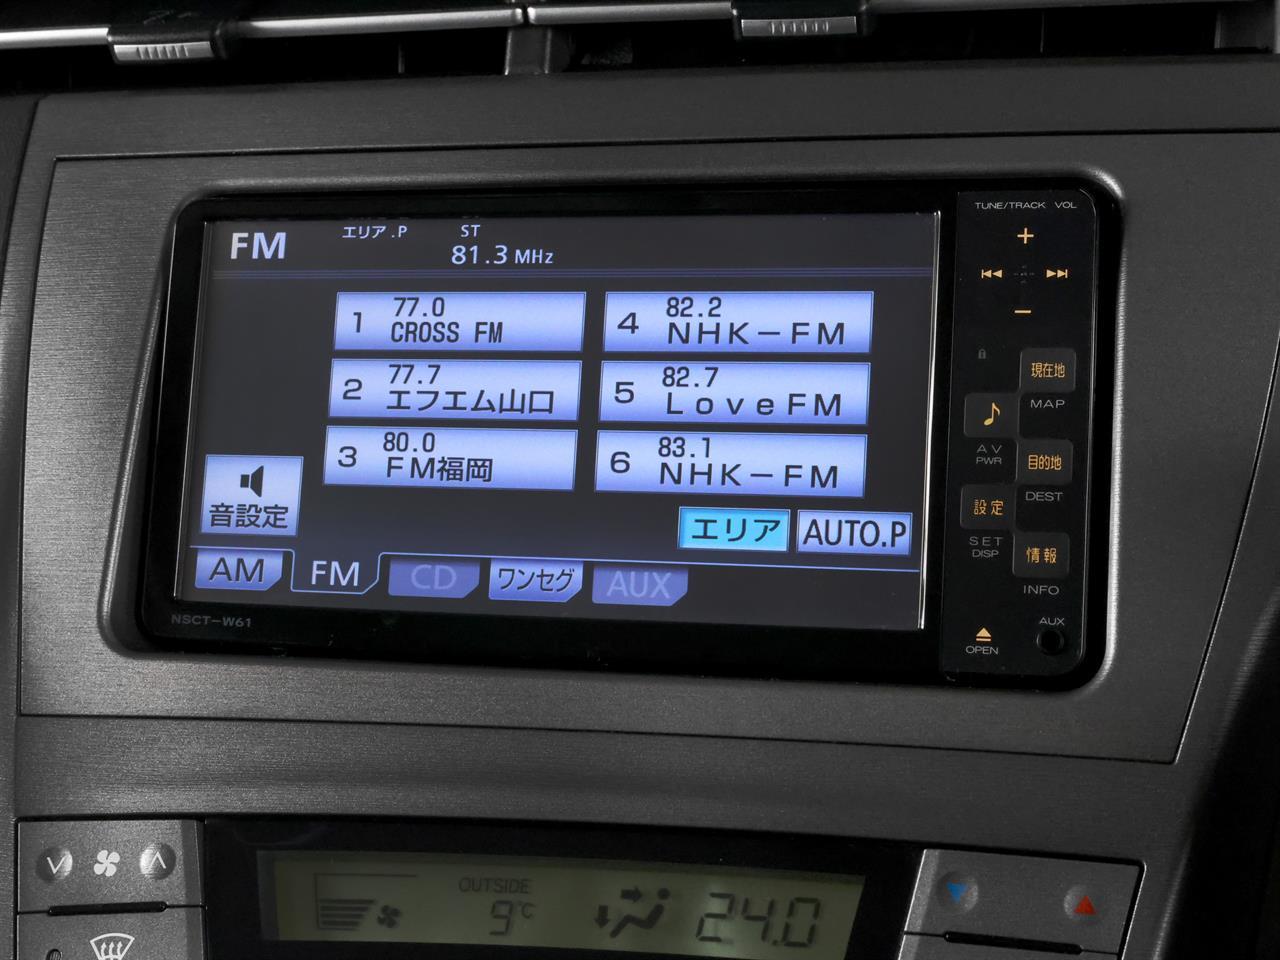 TUNE/TRACK VOL
FM
エリア.P
ST
81.3 MHz
1 77.0
CROSS FM
2 77.7
エフエム山口
3 80.0
FM福岡
4 82.2
NHK-FM
5 82.7
LoveFM
6 83.1
NHK-FM
音設定
エリア
AUTO.P
AM
FM
CD
ワンセグ
AUX
NSCT-W61
現在地
MAP
AV
PWR
目的地
DEST
設定
SET
DISP
情報
INFO
OPEN
AUX
OUTSIDE
9℃
24.0